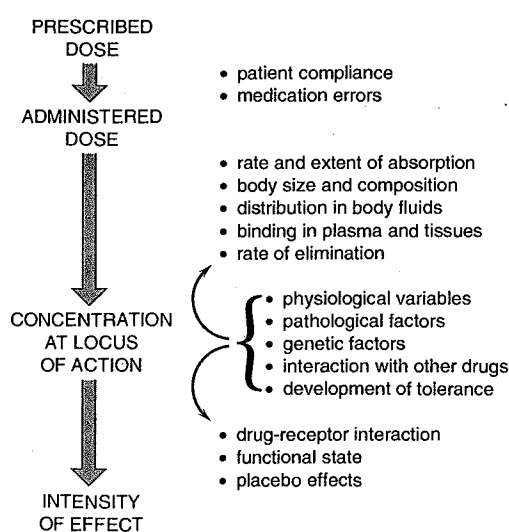 PRESCRIBED
DOSE
• patient compliance
• medication errors
ADMINISTERED
DOSE
• rate and extent of absorption
• body size and composition
• distribution in body fluids
• binding in plasma and tissues
• rate of elimination
• physiological variables
• pathological factors
• genetic factors
• interaction with other drugs
• development of tolerance
CONCENTRATION
AT LOCUS
OF ACTION
• drug-receptor interaction
• functional state
• placebo effects
INTENSITY
OF EFFECT